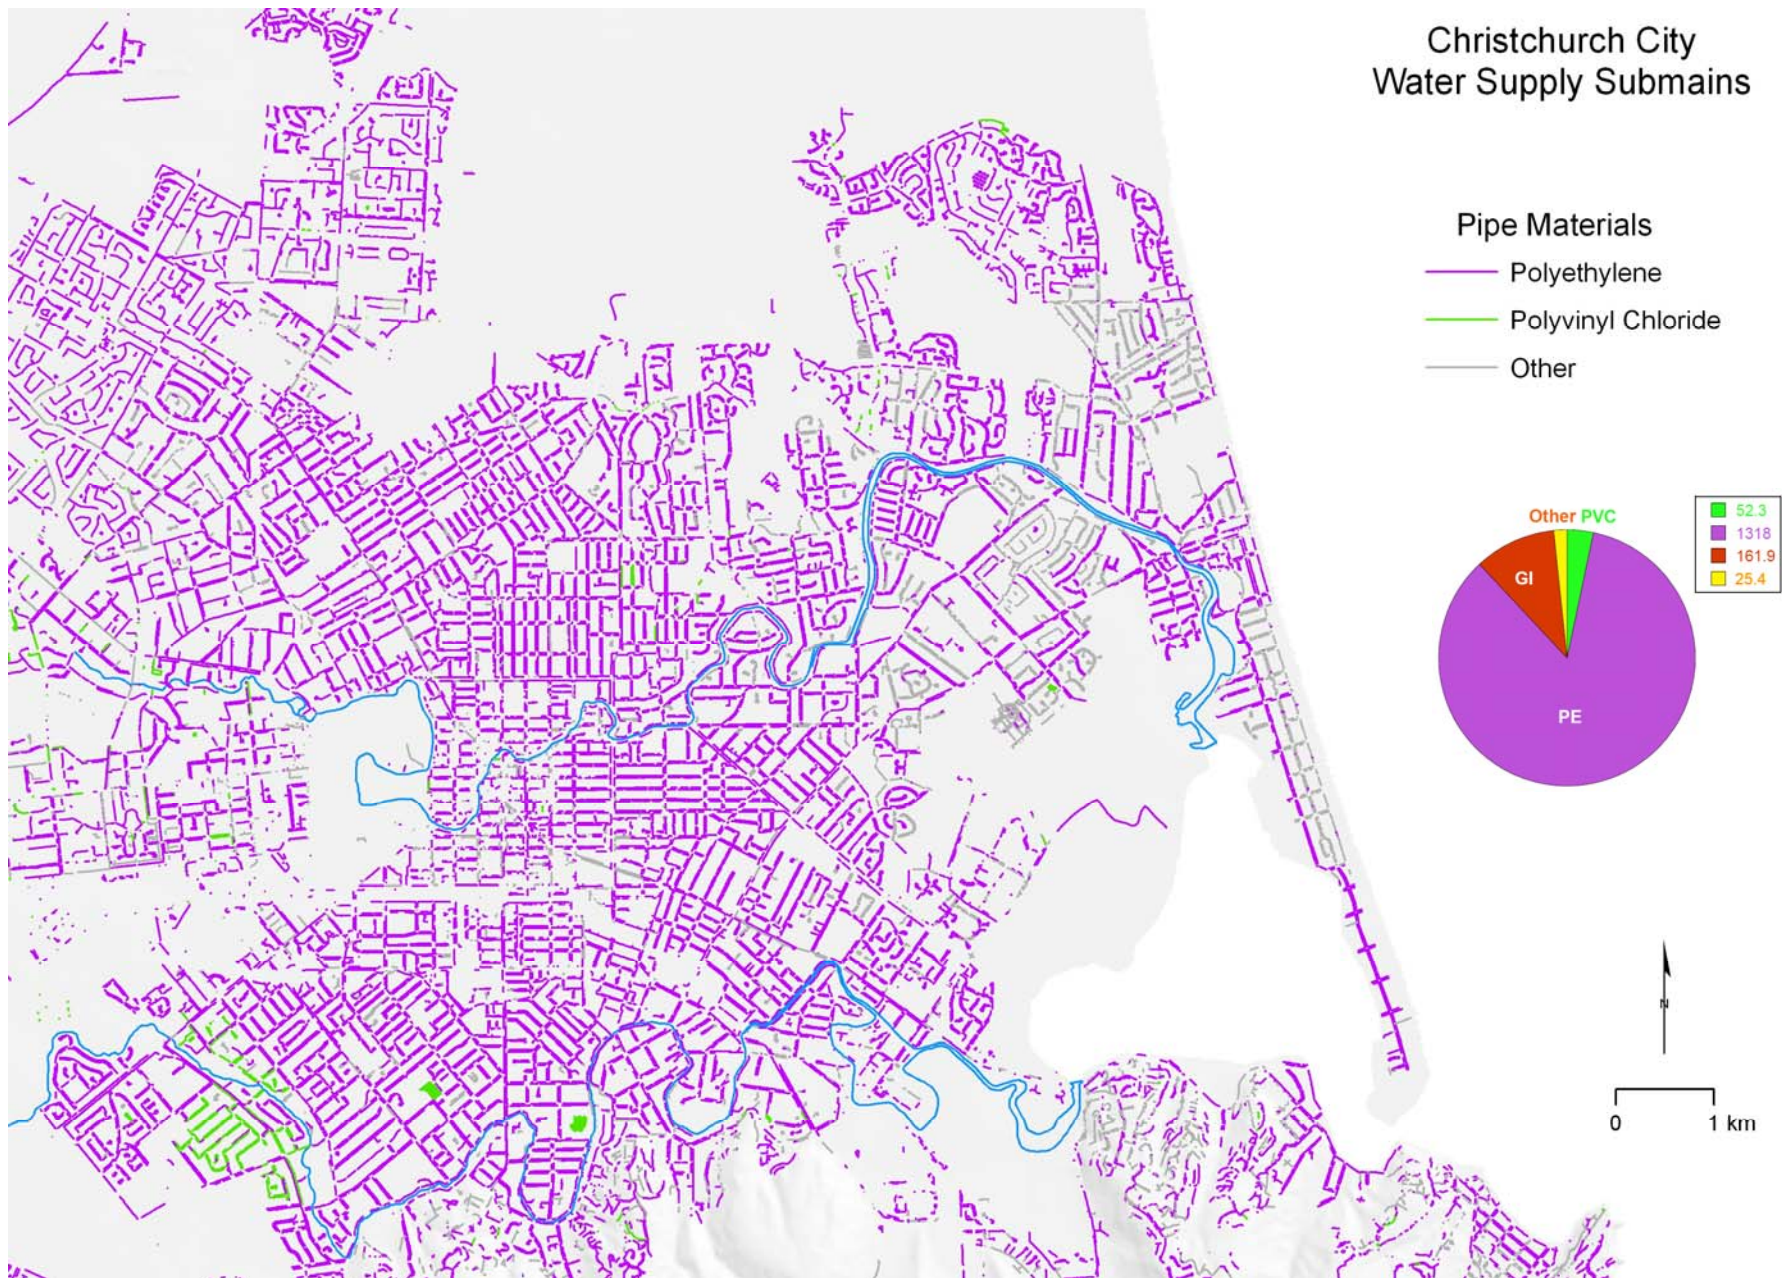 Christchurch City
Water Supply Submains
Pipe Materials
Polyethylene
Polyvinyl Chloride
Other
Other PVC
52.3
1318
161.9
25.4
GI
PE
N
0 1 km